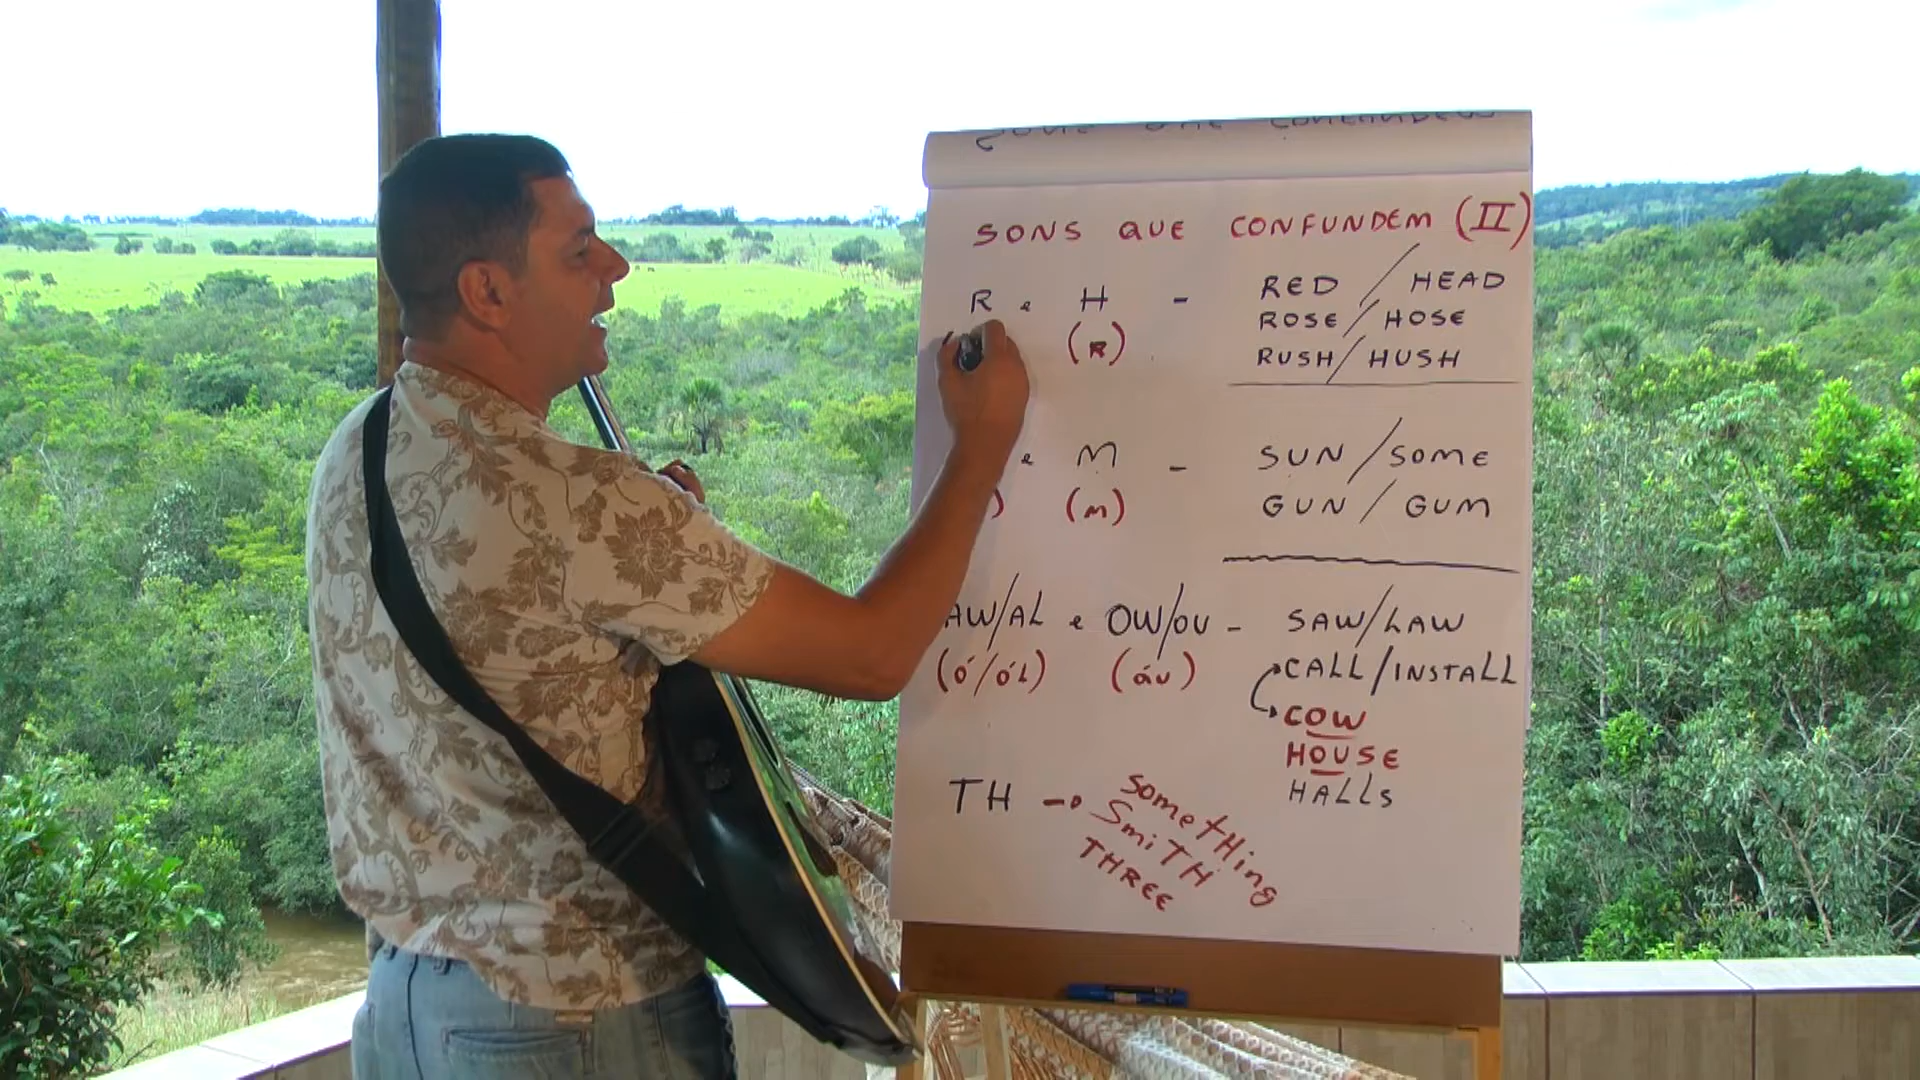 SONS QUE CONFUNDEM (II)
R e H - RED / HEAD
(R) ROSE / HOSE
RUSH / HUSH
e M - SUN / SOME
) (m) GUN / GUM
AW/AL e OW/OU - SAW/LAW
(ó/ól) (áu) CALL/INSTALL
COW
HOUSE
HALLS
TH → SomeTHing
SmiTH
THREE